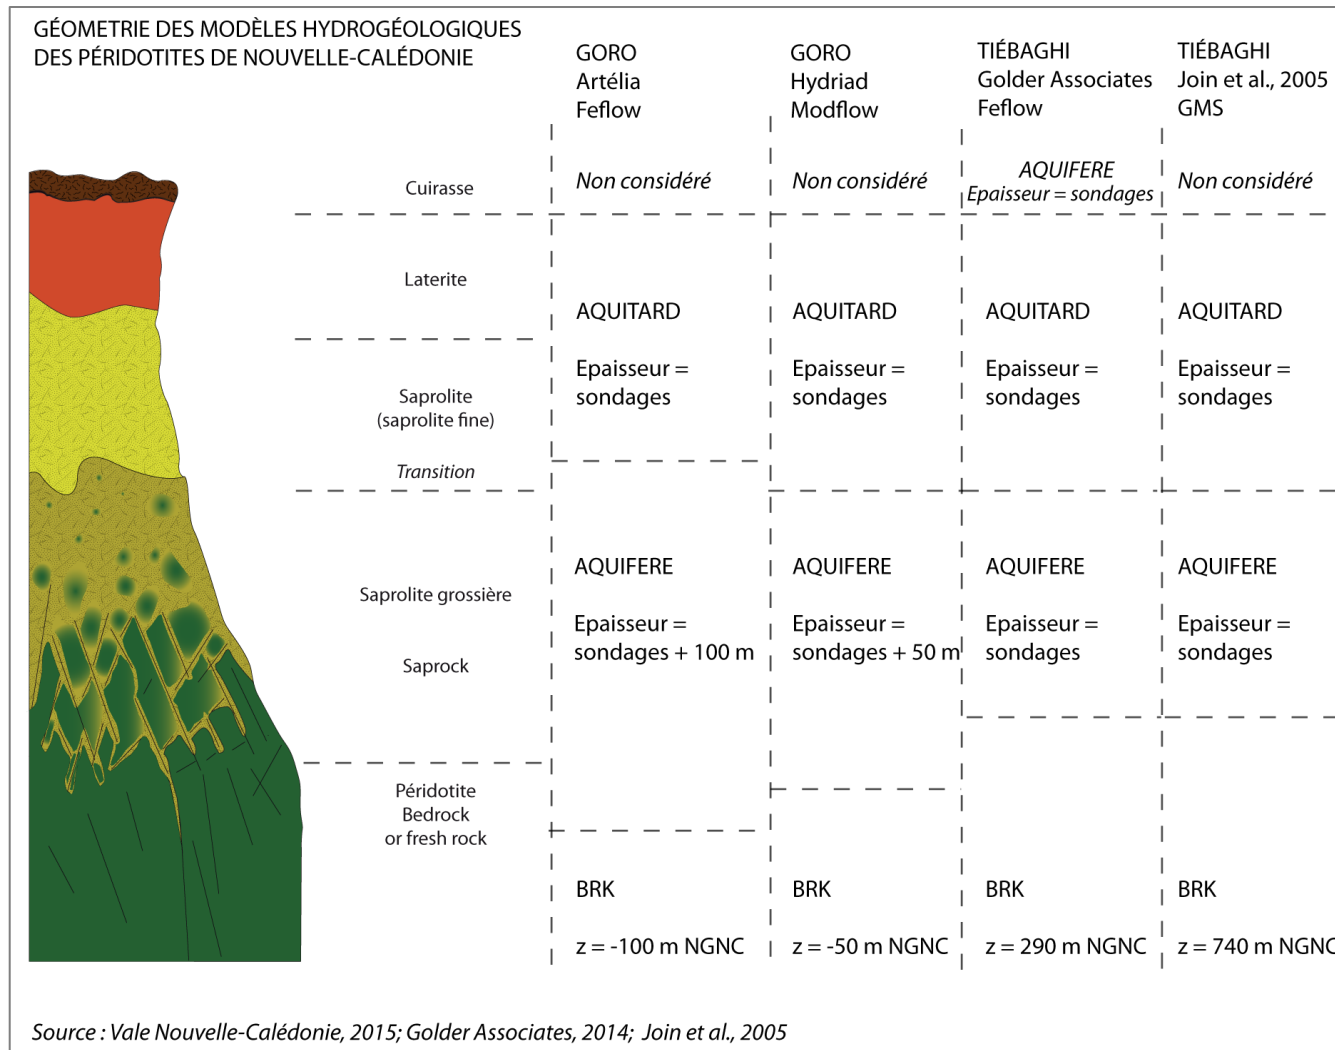 GÉOMETRIE DES MODÈLES HYDROGÉOLOGIQUES
DES PÉRIDOTITES DE NOUVELLE-CALÉDONIE
GORO
Artélia
Feflow
GORO
Hydriad
Modflow
TIÉBAGHI
Golder Associates
Feflow
TIÉBAGHI
Join et al., 2005
GMS
Cuirasse
Non considéré
Non considéré
AQUIFERE
Epaisseur = sondages
Non considéré
Laterite
Saprolite
(saprolite fine)
Transition
AQUITARD
Epaisseur =
sondages
AQUITARD
Epaisseur =
sondages
AQUITARD
Epaisseur =
sondages
AQUITARD
Epaisseur =
sondages
Saprolite grossière
Saprock
AQUIFERE
Epaisseur =
sondages + 100 m
AQUIFERE
Epaisseur =
sondages + 50 m
AQUIFERE
Epaisseur =
sondages
AQUIFERE
Epaisseur =
sondages
Péridotite
Bedrock
or fresh rock
BRK
z = -100 m NGNC
BRK
z = -50 m NGNC
BRK
z = 290 m NGNC
BRK
z = 740 m NGNC
Source : Vale Nouvelle-Calédonie, 2015; Golder Associates, 2014; Join et al., 2005